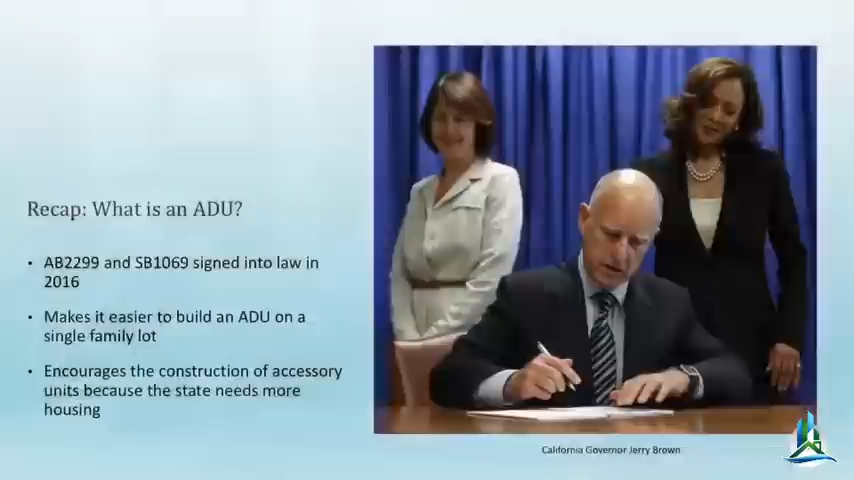 Recap: What is an ADU?
• AB2299 and SB1069 signed into law in
2016
• Makes it easier to build an ADU on a
single family lot
• Encourages the construction of accessory
units because the state needs more
housing
California Governor Jerry Brown